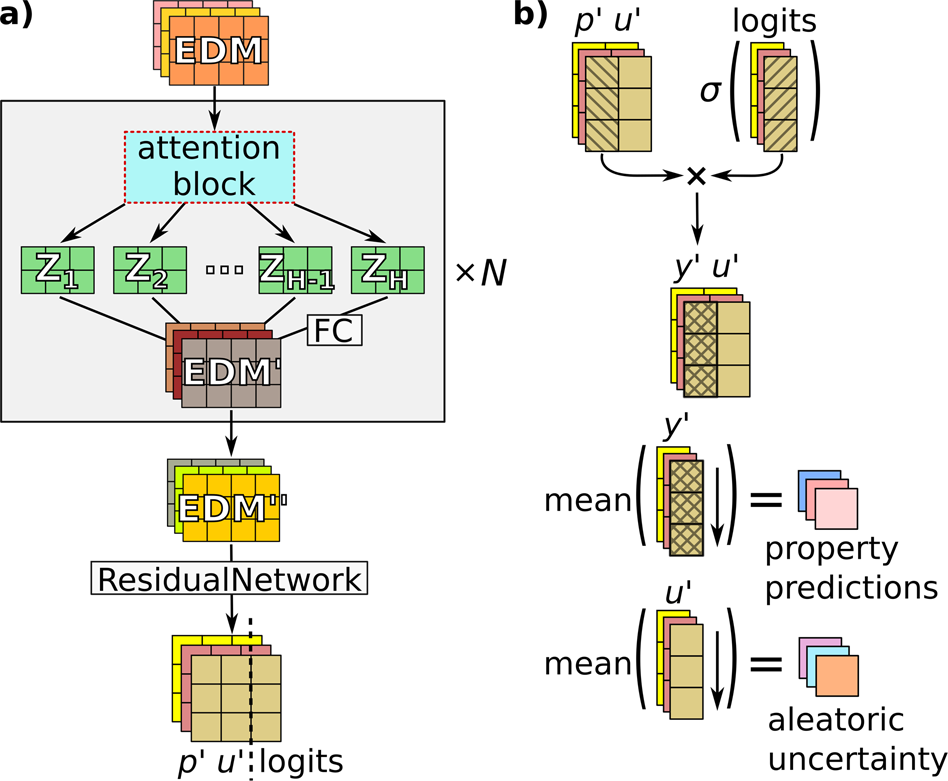 a)
EDM
attention
block
Z1 Z2 ... ZH-1 ZH
×N
FC
EDM'
EDM''
ResidualNetwork
p' u' logits
b)
p' u' logits
σ
×
y' u'
y'
mean =
property
predictions
u'
mean =
aleatoric
uncertainty